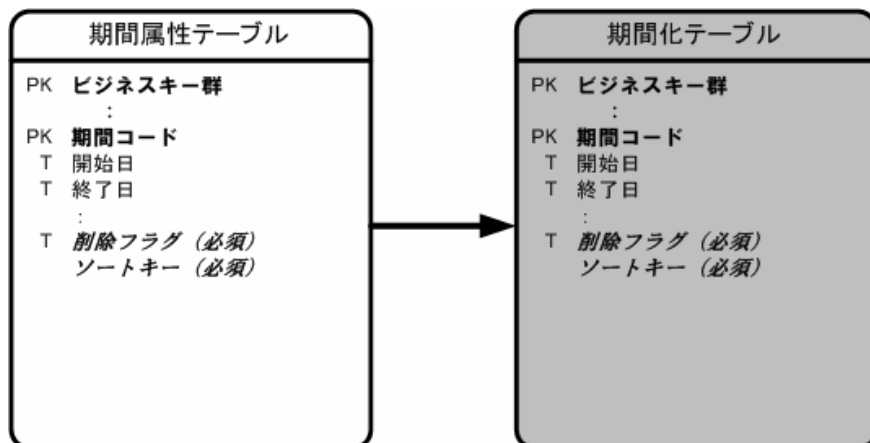 期間属性テーブル
PK ビジネスキー群
:
PK 期間コード
T 開始日
T 終了日
:
T 削除フラグ (必須)
ソートキー (必須)
期間化テーブル
PK ビジネスキー群
:
PK 期間コード
T 開始日
T 終了日
:
T 削除フラグ (必須)
ソートキー (必須)